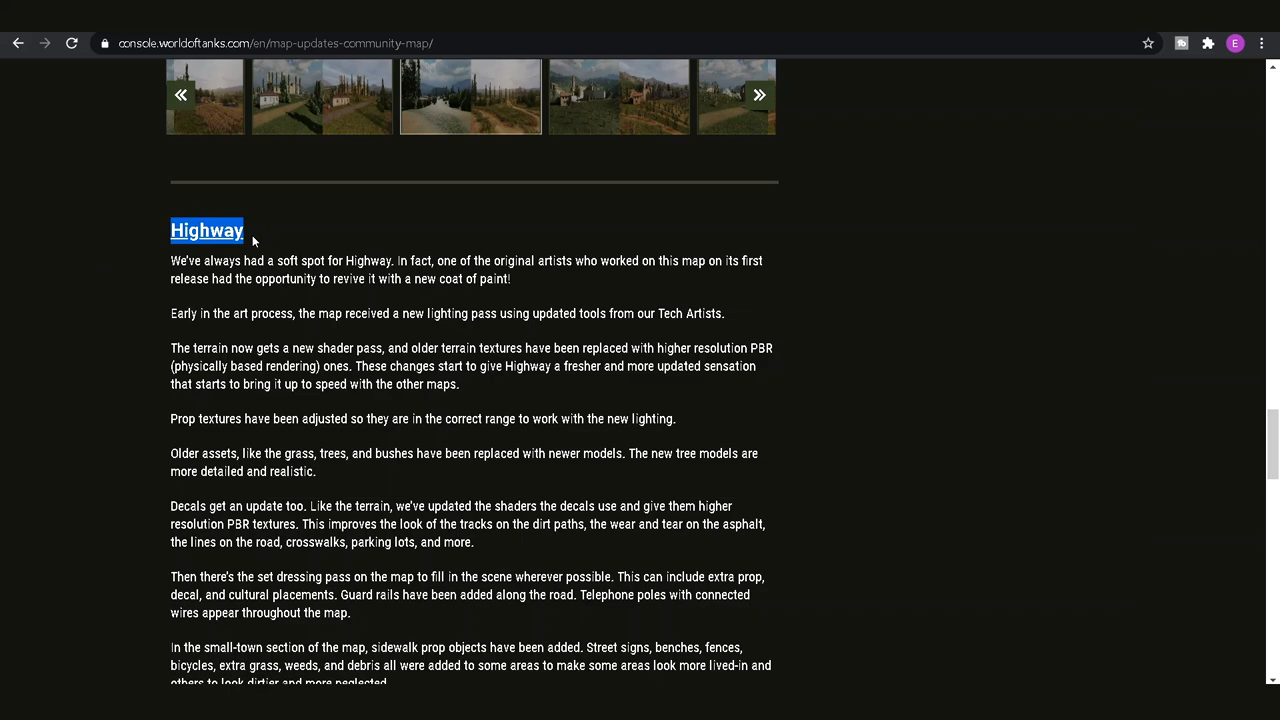 console.worldoftanks.com/en/map-updates-community-map/
E
Highway
We've always had a soft spot for Highway. In fact, one of the original artists who worked on this map on its first
release had the opportunity to revive it with a new coat of paint!
Early in the art process, the map received a new lighting pass using updated tools from our Tech Artists.
The terrain now gets a new shader pass, and older terrain textures have been replaced with higher resolution PBR
(physically based rendering) ones. These changes start to give Highway a fresher and more updated sensation
that starts to bring it up to speed with the other maps.
Prop textures have been adjusted so they are in the correct range to work with the new lighting.
Older assets, like the grass, trees, and bushes have been replaced with newer models. The new tree models are
more detailed and realistic.
Decals get an update too. Like the terrain, we've updated the shaders the decals use and give them higher
resolution PBR textures. This improves the look of the tracks on the dirt paths, the wear and tear on the asphalt,
the lines on the road, crosswalks, parking lots, and more.
Then there's the set dressing pass on the map to fill in the scene wherever possible. This can include extra prop,
decal, and cultural placements. Guard rails have been added along the road. Telephone poles with connected
wires appear throughout the map.
In the small-town section of the map, sidewalk prop objects have been added. Street signs, benches, fences,
bicycles, extra grass, weeds, and debris all were added to some areas to make some areas look more lived-in and
others to look dirtier and more neglected.